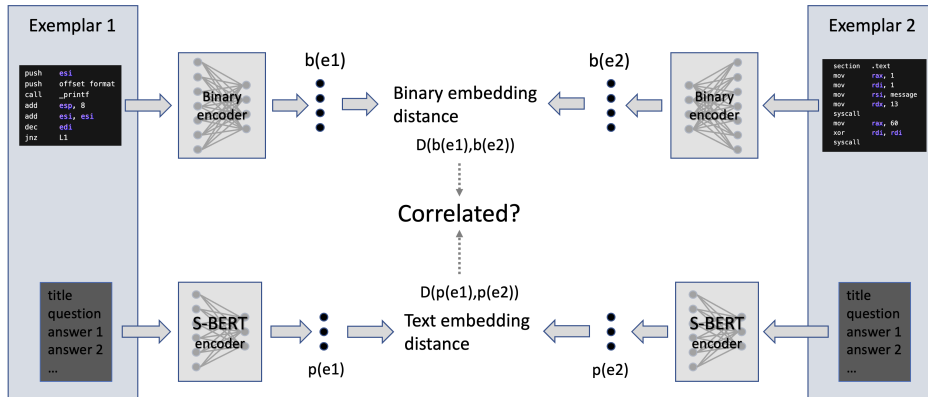 Exemplar 1
push esi
push offset format
call _printf
add esp, 8
add esi, esi
dec edi
jnz L1
Binary
encoder
b(e1)
Binary embedding
distance
D(b(e1),b(e2))
b(e2)
Binary
encoder
Exemplar 2
section .text
mov rax, 1
mov rdi, 1
mov rsi, message
mov rdx, 13
syscall
mov rax, 60
xor rdi, rdi
syscall
Correlated?
title
question
answer 1
answer 2
...
S-BERT
encoder
p(e1)
D(p(e1),p(e2))
Text embedding
distance
p(e2)
S-BERT
encoder
title
question
answer 1
answer 2
...